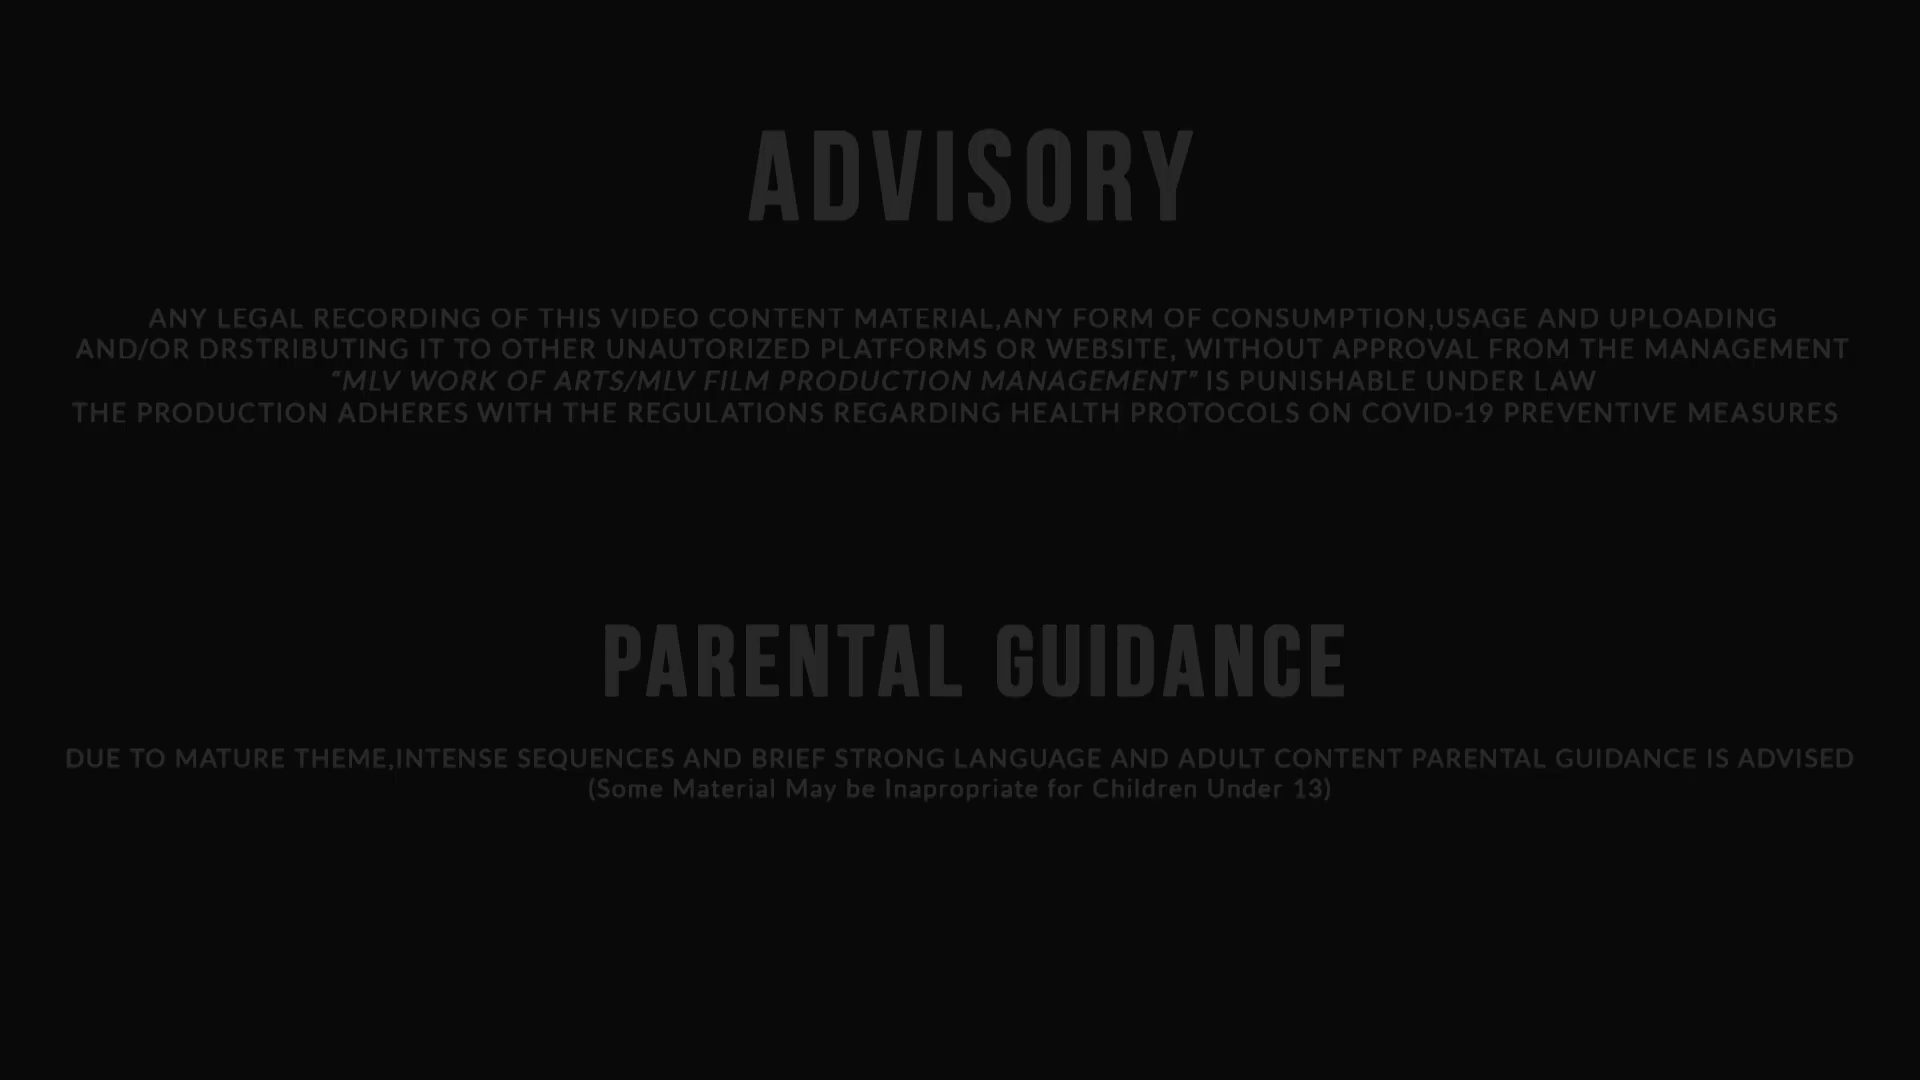 ADVISORY
ANY LEGAL RECORDING OF THIS VIDEO CONTENT MATERIAL,ANY FORM OF CONSUMPTION,USAGE AND UPLOADING
AND/OR DRSTRIBUTING IT TO OTHER UNAUTORIZED PLATFORMS OR WEBSITE, WITHOUT APPROVAL FROM THE MANAGEMENT
“MLV WORK OF ARTS/MLV FILM PRODUCTION MANAGEMENT” IS PUNISHABLE UNDER LAW
THE PRODUCTION ADHERES WITH THE REGULATIONS REGARDING HEALTH PROTOCOLS ON COVID-19 PREVENTIVE MEASURES
PARENTAL GUIDANCE
DUE TO MATURE THEME,INTENSE SEQUENCES AND BRIEF STRONG LANGUAGE AND ADULT CONTENT PARENTAL GUIDANCE IS ADVISED
(Some Material May be Inapropriate for Children Under 13)